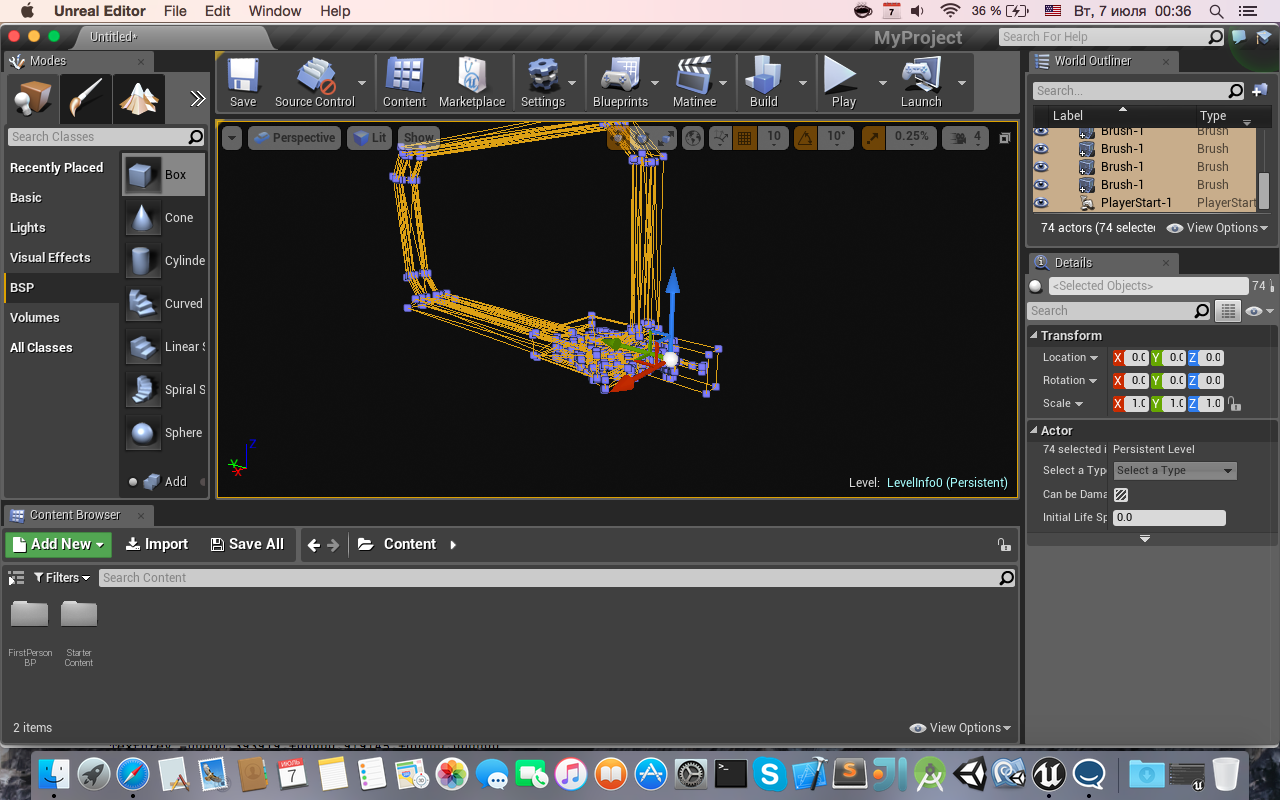 Unreal Editor File Edit Window Help
7 36 % Вт, 7 июля 00:36
Untitled*
MyProject
Search For Help
Modes
Search Classes
Recently Placed
Basic
Lights
Visual Effects
BSP
Volumes
All Classes
Box
Cone
Cylinde
Curved
Linear S
Spiral S
Sphere
Add
Save
Source Control
Content
Marketplace
Settings
Blueprints
Matinee
Build
Play
Launch
Perspective
Lit
Show
10
10°
0.25%
4
Level: LevelInfo0 (Persistent)
World Outliner
Search...
Label Type
Brush-1 Brush
Brush-1 Brush
Brush-1 Brush
Brush-1 Brush
PlayerStart-1 PlayerStart
74 actors (74 selected
View Options
Details
<Selected Objects> 74
Search
Transform
Location X 0.0 Y 0.0 Z 0.0
Rotation X 0.0 Y 0.0 Z 0.0
Scale X 1.0 Y 1.0 Z 1.0
Actor
74 selected i Persistent Level
Select a Typ Select a Type
Can be Dama
Initial Life Sp 0.0
Content Browser
Add New Import Save All Content
Filters Search Content
FirstPerson
BP
Starter
Content
2 items
View Options
ИЮЛЬ
7